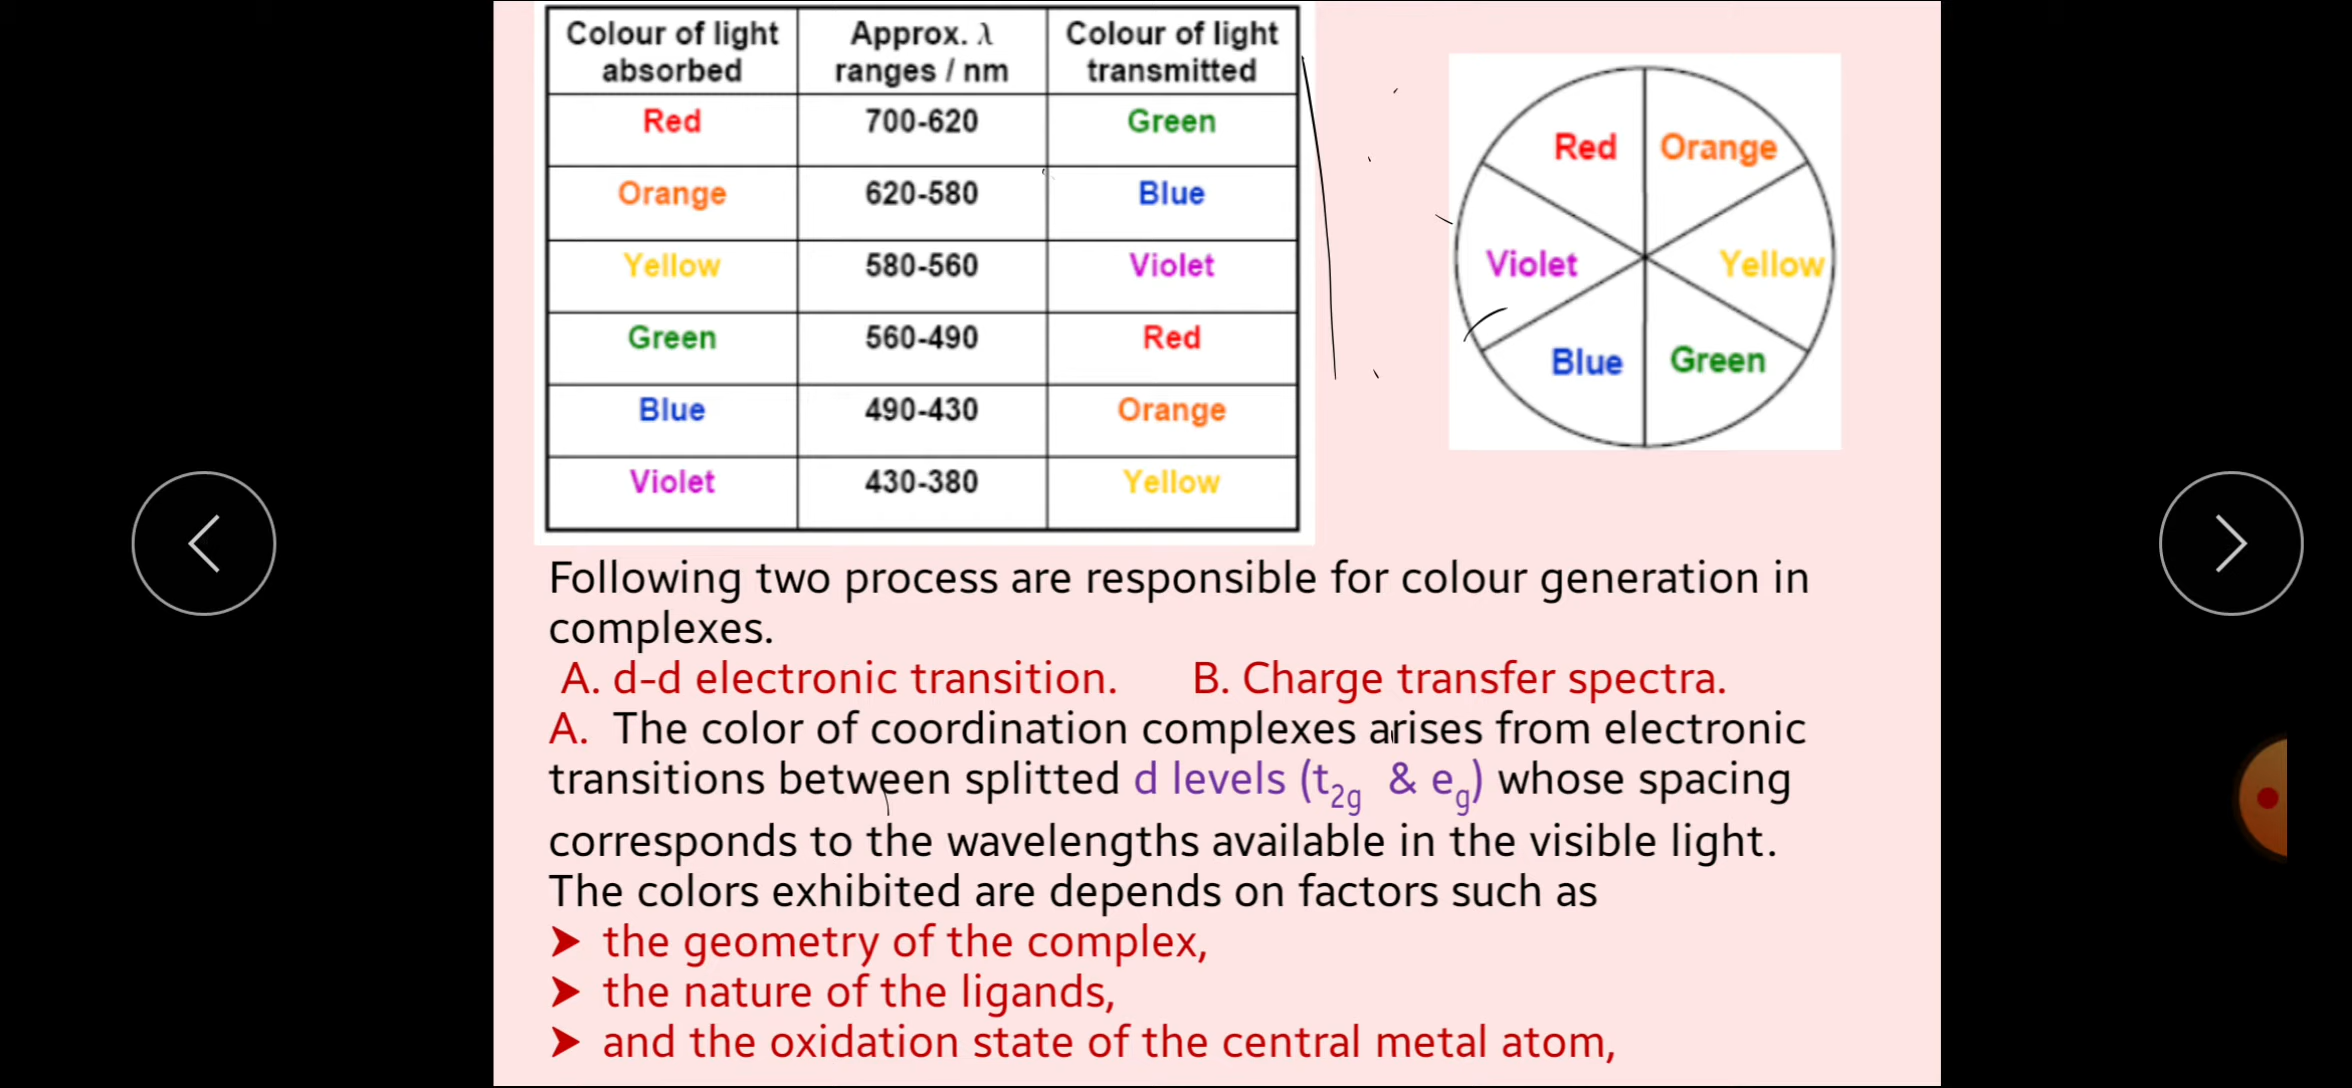 Colour of light absorbed Approx. λ ranges / nm Colour of light transmitted
Red 700-620 Green
Orange 620-580 Blue
Yellow 580-560 Violet
Green 560-490 Red
Blue 490-430 Orange
Violet 430-380 Yellow
Red Orange
Violet Yellow
Blue Green
Following two process are responsible for colour generation in
complexes.
A. d-d electronic transition. B. Charge transfer spectra.
A. The color of coordination complexes arises from electronic
transitions between splitted d levels (t2g & eg) whose spacing
corresponds to the wavelengths available in the visible light.
The colors exhibited are depends on factors such as
➤ the geometry of the complex,
➤ the nature of the ligands,
➤ and the oxidation state of the central metal atom,